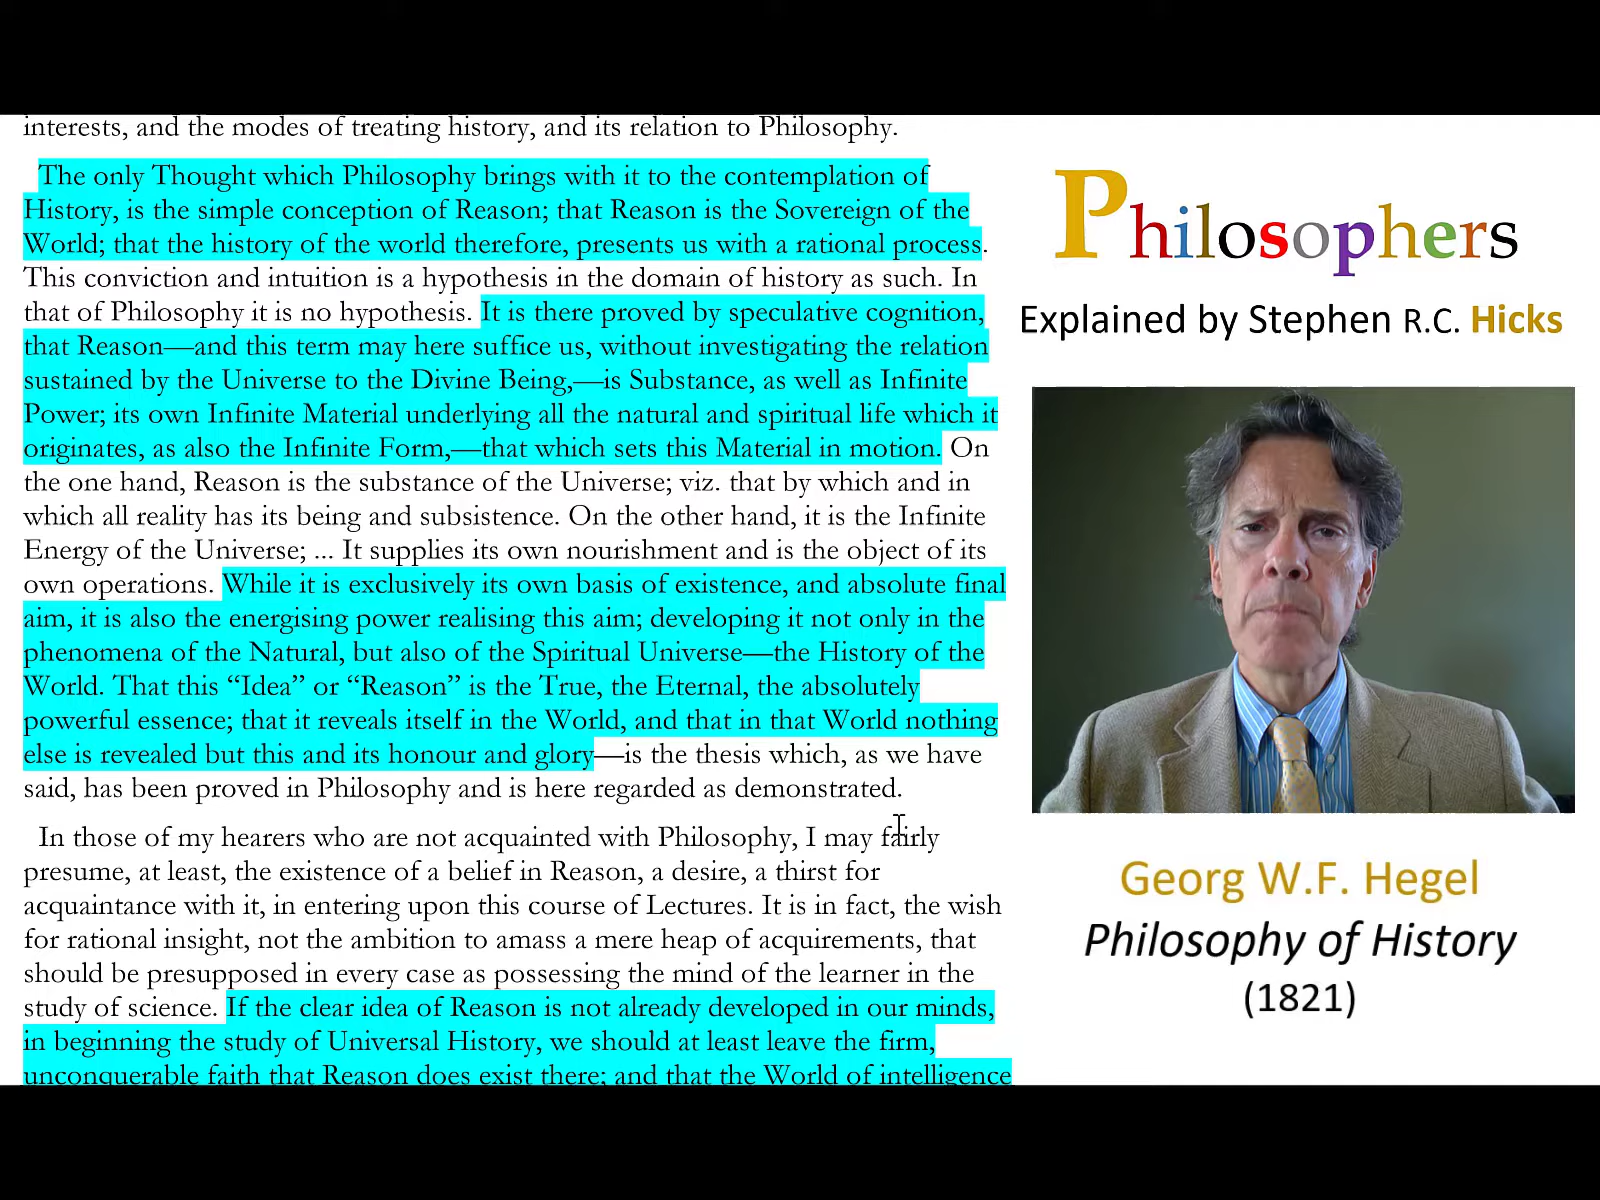 interests, and the modes of treating history, and its relation to Philosophy.
The only Thought which Philosophy brings with it to the contemplation of
History, is the simple conception of Reason; that Reason is the Sovereign of the
World; that the history of the world therefore, presents us with a rational process.
This conviction and intuition is a hypothesis in the domain of history as such. In
that of Philosophy it is no hypothesis. It is there proved by speculative cognition,
that Reason—and this term may here suffice us, without investigating the relation
sustained by the Universe to the Divine Being,—is Substance, as well as Infinite
Power; its own Infinite Material underlying all the natural and spiritual life which it
originates, as also the Infinite Form,—that which sets this Material in motion. On
the one hand, Reason is the substance of the Universe; viz. that by which and in
which all reality has its being and subsistence. On the other hand, it is the Infinite
Energy of the Universe; ... It supplies its own nourishment and is the object of its
own operations. While it is exclusively its own basis of existence, and absolute final
aim, it is also the energising power realising this aim; developing it not only in the
phenomena of the Natural, but also of the Spiritual Universe—the History of the
World. That this “Idea” or “Reason” is the True, the Eternal, the absolutely
powerful essence; that it reveals itself in the World, and that in that World nothing
else is revealed but this and its honour and glory—is the thesis which, as we have
said, has been proved in Philosophy and is here regarded as demonstrated.
In those of my hearers who are not acquainted with Philosophy, I may fairly
presume, at least, the existence of a belief in Reason, a desire, a thirst for
acquaintance with it, in entering upon this course of Lectures. It is in fact, the wish
for rational insight, not the ambition to amass a mere heap of acquirements, that
should be presupposed in every case as possessing the mind of the learner in the
study of science. If the clear idea of Reason is not already developed in our minds,
in beginning the study of Universal History, we should at least leave the firm,
unconquerable faith that Reason does exist there; and that the World of intelligence
Philosophers
Explained by Stephen R.C. Hicks
Georg W.F. Hegel
Philosophy of History
(1821)